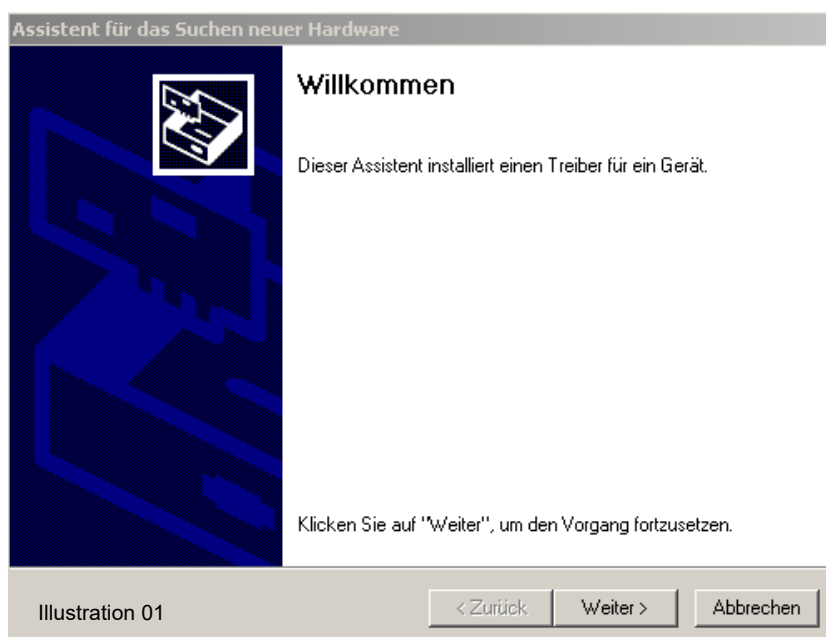 Assistent für das Suchen neuer Hardware
Willkommen
Dieser Assistent installiert einen Treiber für ein Gerät.
Klicken Sie auf "Weiter", um den Vorgang fortzusetzen.
Illustration 01
< Zurück
Weiter >
Abbrechen